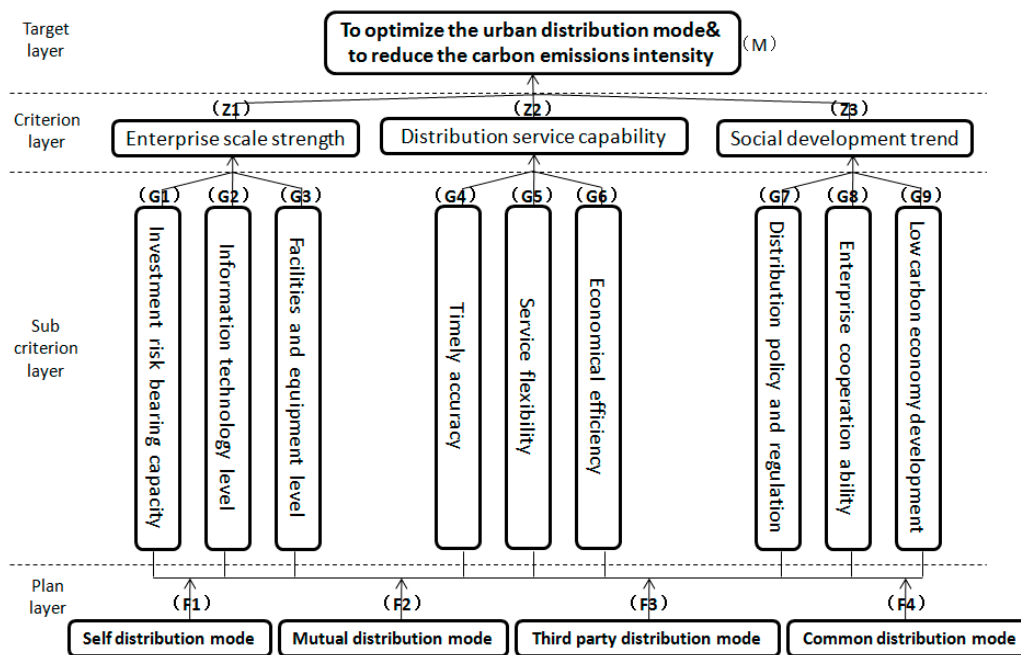 Target
layer
To optimize the urban distribution mode&
to reduce the carbon emissions intensity
(M)
Criterion
layer
(Z1)
Enterprise scale strength
(Z2)
Distribution service capability
(Z3)
Social development trend
Sub
criterion
layer
(G1)
Investment risk bearing capacity
(G2)
Information technology level
(G3)
Facilities and equipment level
(G4)
Timely accuracy
(G5)
Service flexibility
(G6)
Economical efficiency
(G7)
Distribution policy and regulation
(G8)
Enterprise cooperation ability
(G9)
Low carbon economy development
Plan
layer
(F1)
Self distribution mode
(F2)
Mutual distribution mode
(F3)
Third party distribution mode
(F4)
Common distribution mode